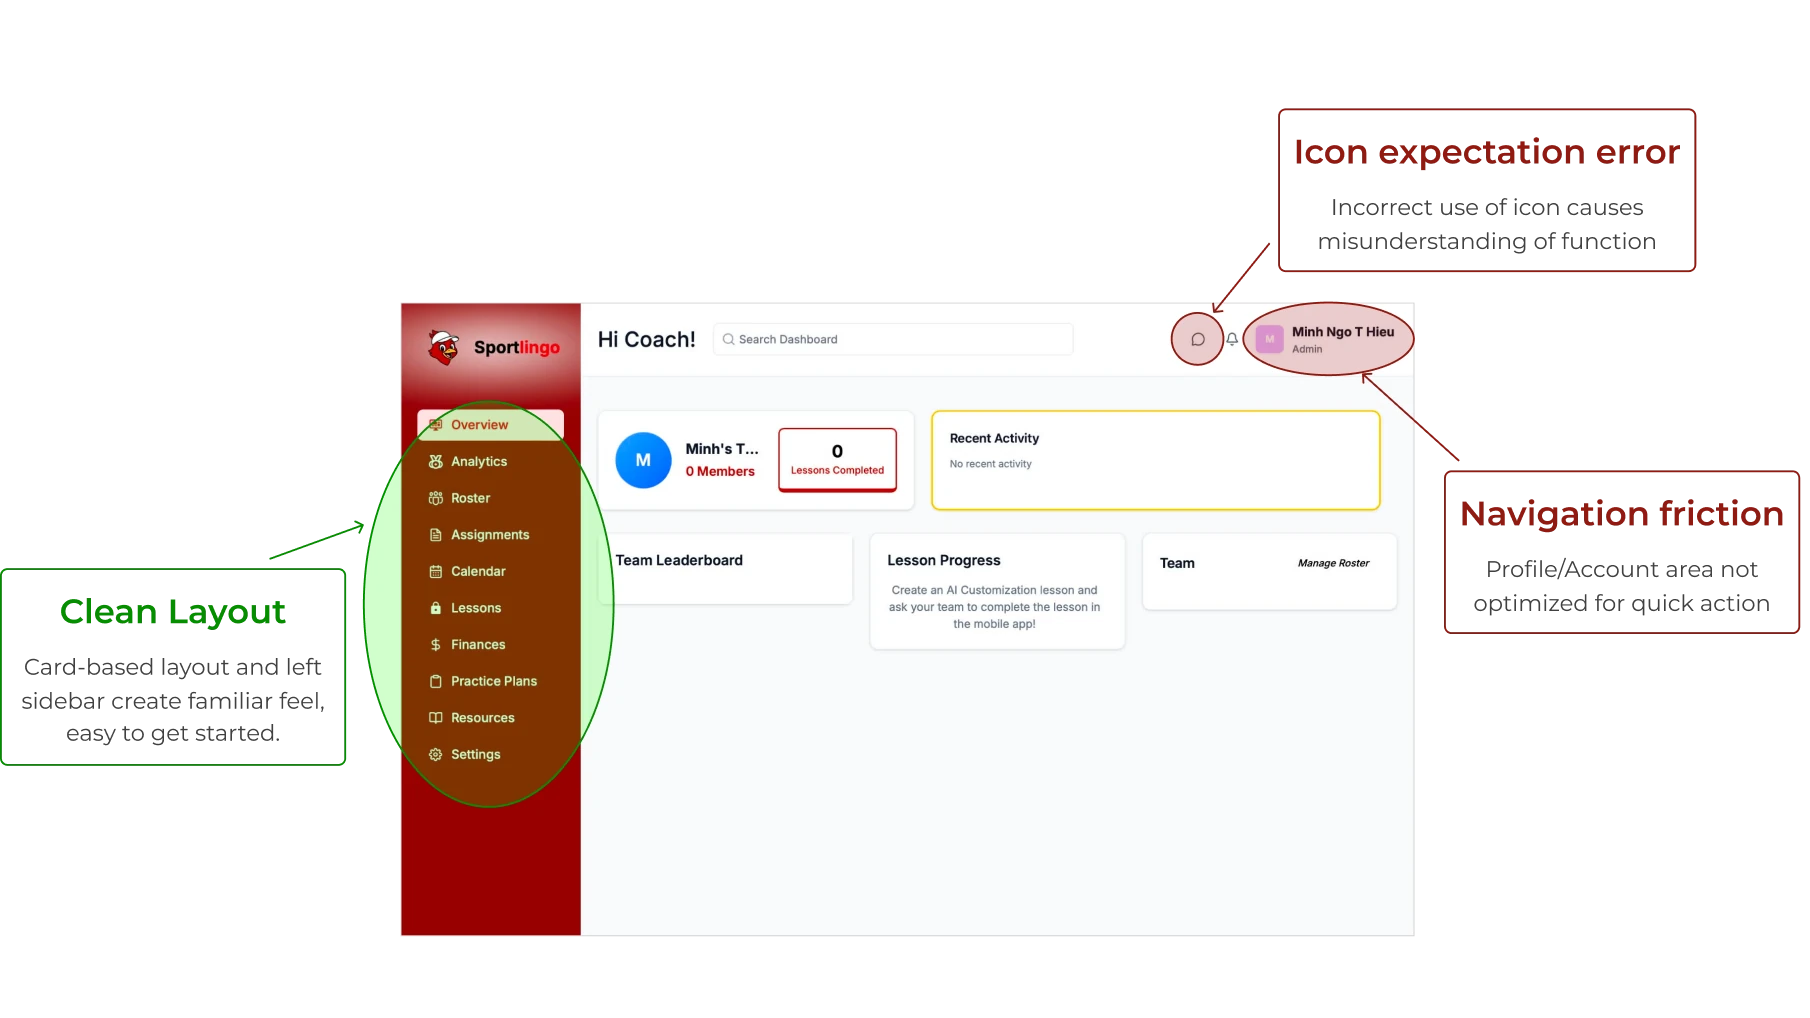 Icon expectation error
Incorrect use of icon causes
misunderstanding of function
Sportlingo
Hi Coach!
Search Dashboard
M
Minh Ngo T Hieu
Admin
Overview
Analytics
Roster
Assignments
Calendar
Lessons
Finances
Practice Plans
Resources
Settings
M
Minh's T...
0 Members
0
Lessons Completed
Recent Activity
No recent activity
Team Leaderboard
Lesson Progress
Create an AI Customization lesson and
ask your team to complete the lesson in
the mobile app!
Team
Manage Roster
Navigation friction
Profile/Account area not
optimized for quick action
Clean Layout
Card-based layout and left
sidebar create familiar feel,
easy to get started.